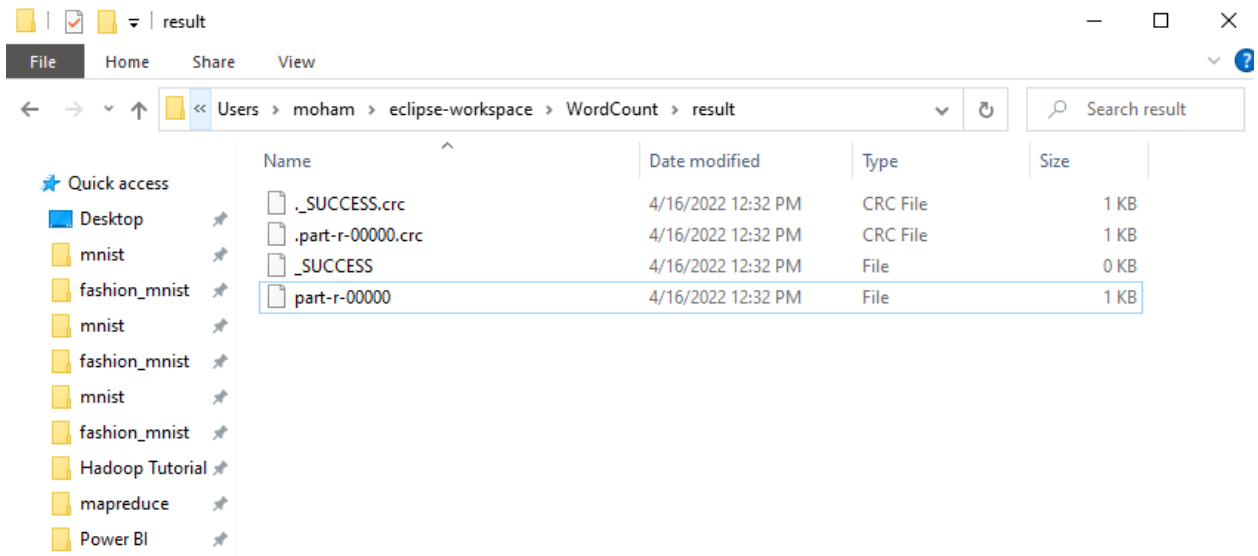 result
File Home Share View
« Users > moham > eclipse-workspace > WordCount > result
Search result
Name Date modified Type Size
Quick access
Desktop
mnist
fashion_mnist
mnist
fashion_mnist
mnist
fashion_mnist
Hadoop Tutorial
mapreduce
Power BI
._SUCCESS.crc 4/16/2022 12:32 PM CRC File 1 KB
.part-r-00000.crc 4/16/2022 12:32 PM CRC File 1 KB
_SUCCESS 4/16/2022 12:32 PM File 0 KB
part-r-00000 4/16/2022 12:32 PM File 1 KB